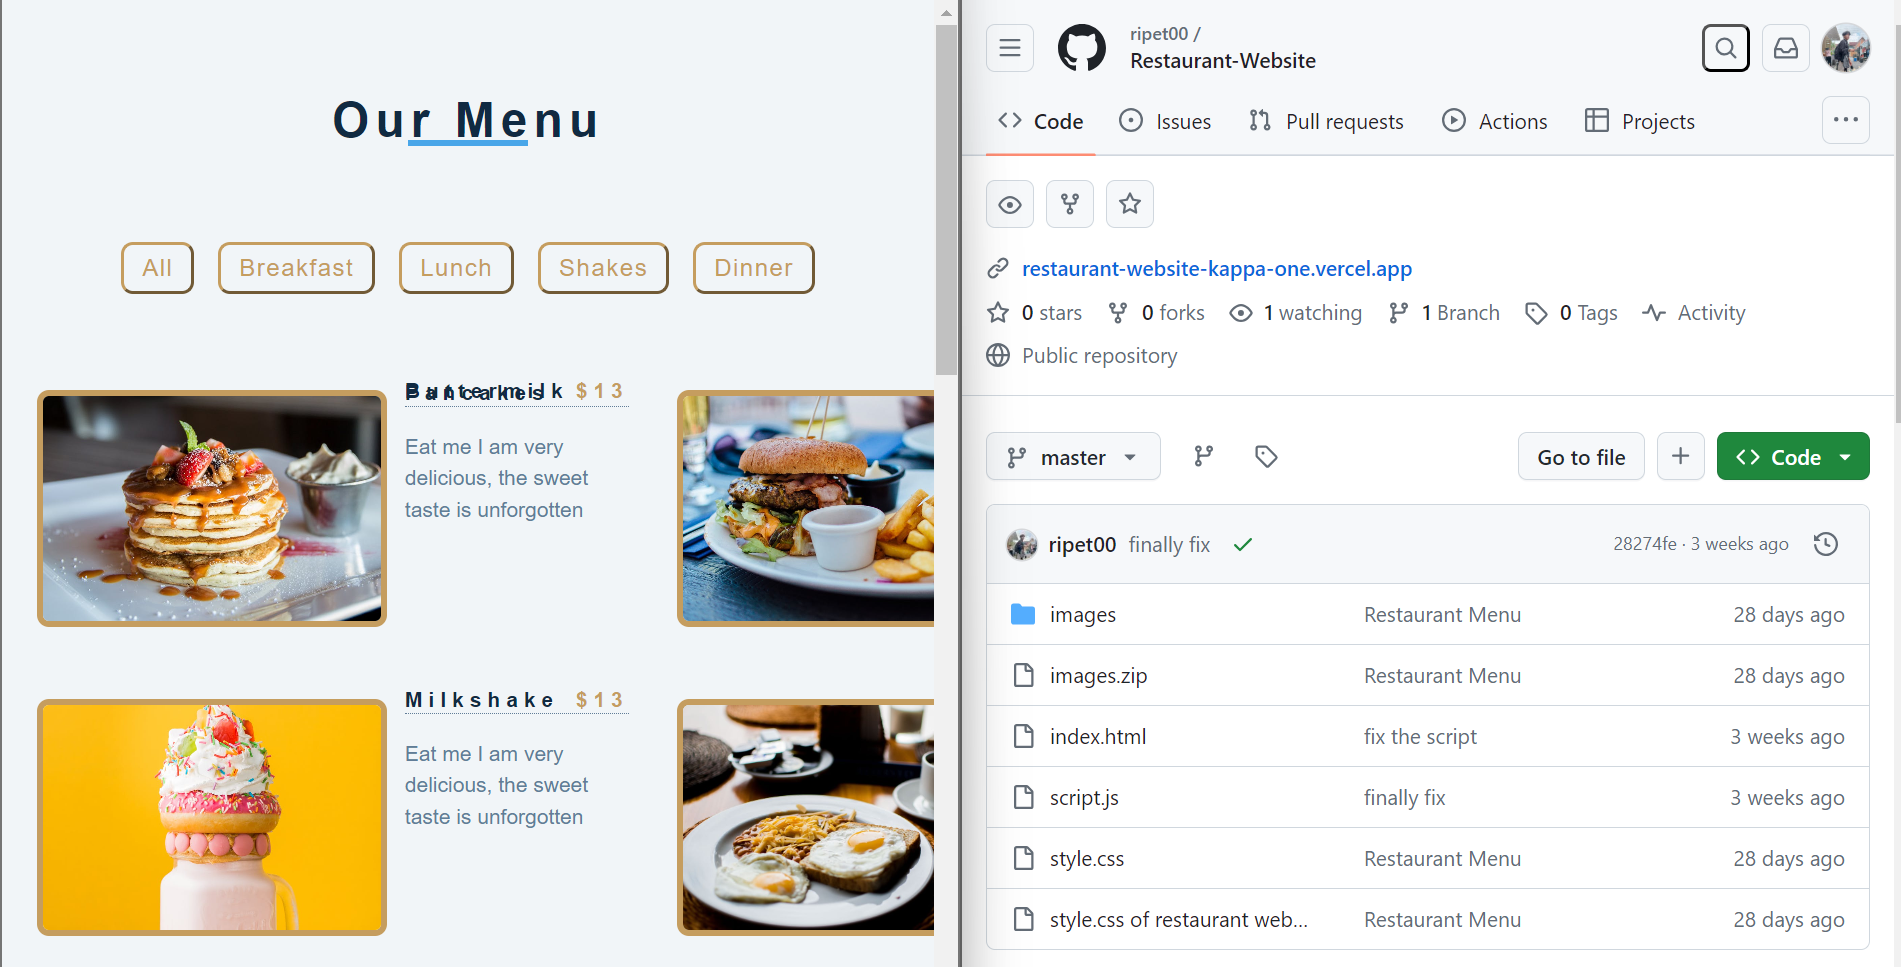 Our Menu
All
Breakfast
Lunch
Shakes
Dinner
Buttermilk
Pancakes
$13
Eat me I am very
delicious, the sweet
taste is unforgotten
Milkshake $13
Eat me I am very
delicious, the sweet
taste is unforgotten
ripet00 /
Restaurant-Website
Code
Issues
Pull requests
Actions
Projects
restaurant-website-kappa-one.vercel.app
0 stars
0 forks
1 watching
1 Branch
0 Tags
Activity
Public repository
master
Go to file
Code
ripet00 finally fix
28274fe · 3 weeks ago
images Restaurant Menu 28 days ago
images.zip Restaurant Menu 28 days ago
index.html fix the script 3 weeks ago
script.js finally fix 3 weeks ago
style.css Restaurant Menu 28 days ago
style.css of restaurant web... Restaurant Menu 28 days ago